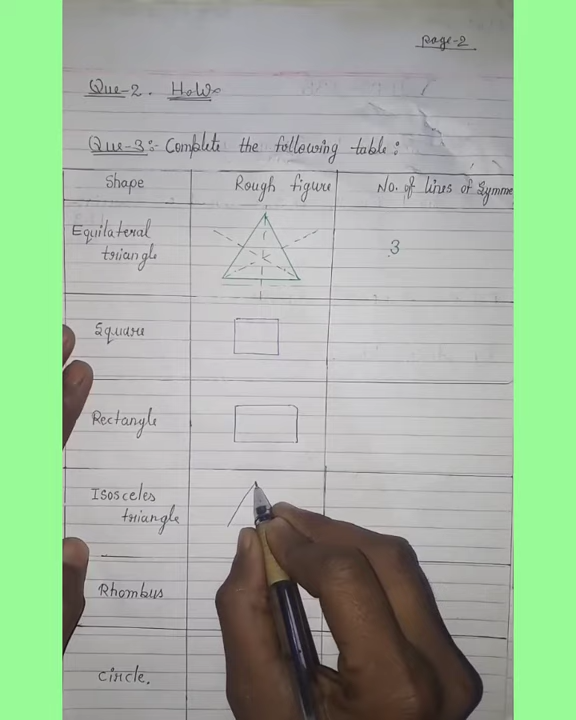 page-2
Que-2. H.W.
Que-3:- Complete the following table:
Shape Rough figure No. of lines of Symme
Equilateral
triangle
3
Square
Rectangle
Isosceles
triangle
Rhombus
Circle.